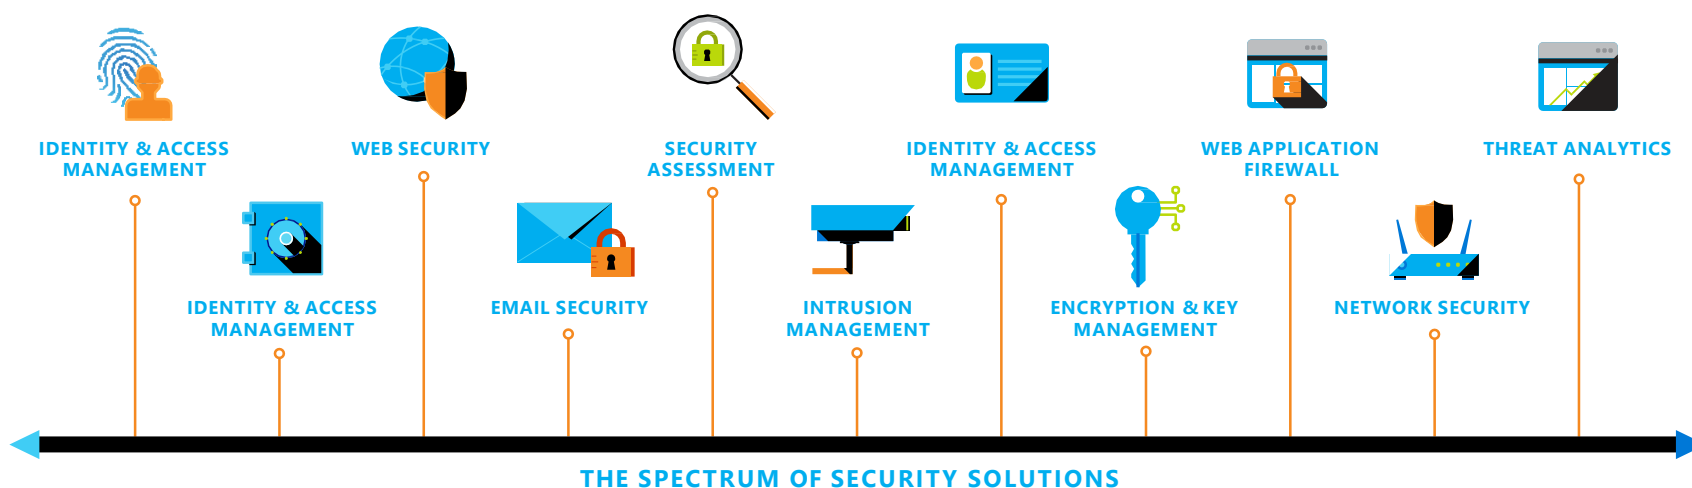 IDENTITY & ACCESS
MANAGEMENT
WEB SECURITY
SECURITY
ASSESSMENT
IDENTITY & ACCESS
MANAGEMENT
WEB APPLICATION
FIREWALL
THREAT ANALYTICS
IDENTITY & ACCESS
MANAGEMENT
EMAIL SECURITY
INTRUSION
MANAGEMENT
ENCRYPTION & KEY
MANAGEMENT
NETWORK SECURITY
THE SPECTRUM OF SECURITY SOLUTIONS